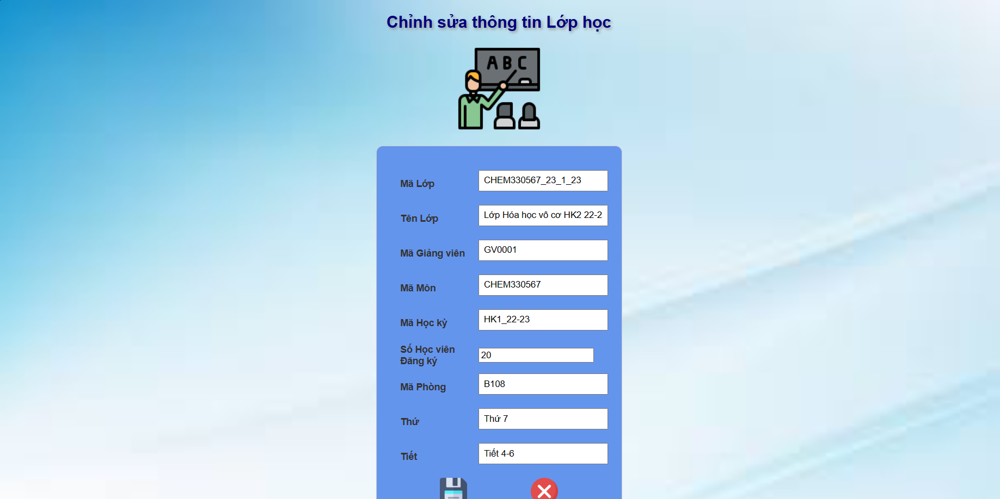 Chỉnh sửa thông tin Lớp học
A B C
Mã Lớp CHEM330567_23_1_23
Tên Lớp Lớp Hóa học vô cơ HK2 22-2
Mã Giảng viên GV0001
Mã Môn CHEM330567
Mã Học kỳ HK1_22-23
Số Học viên
Đăng ký 20
Mã Phòng B108
Thứ Thứ 7
Tiết Tiết 4-6